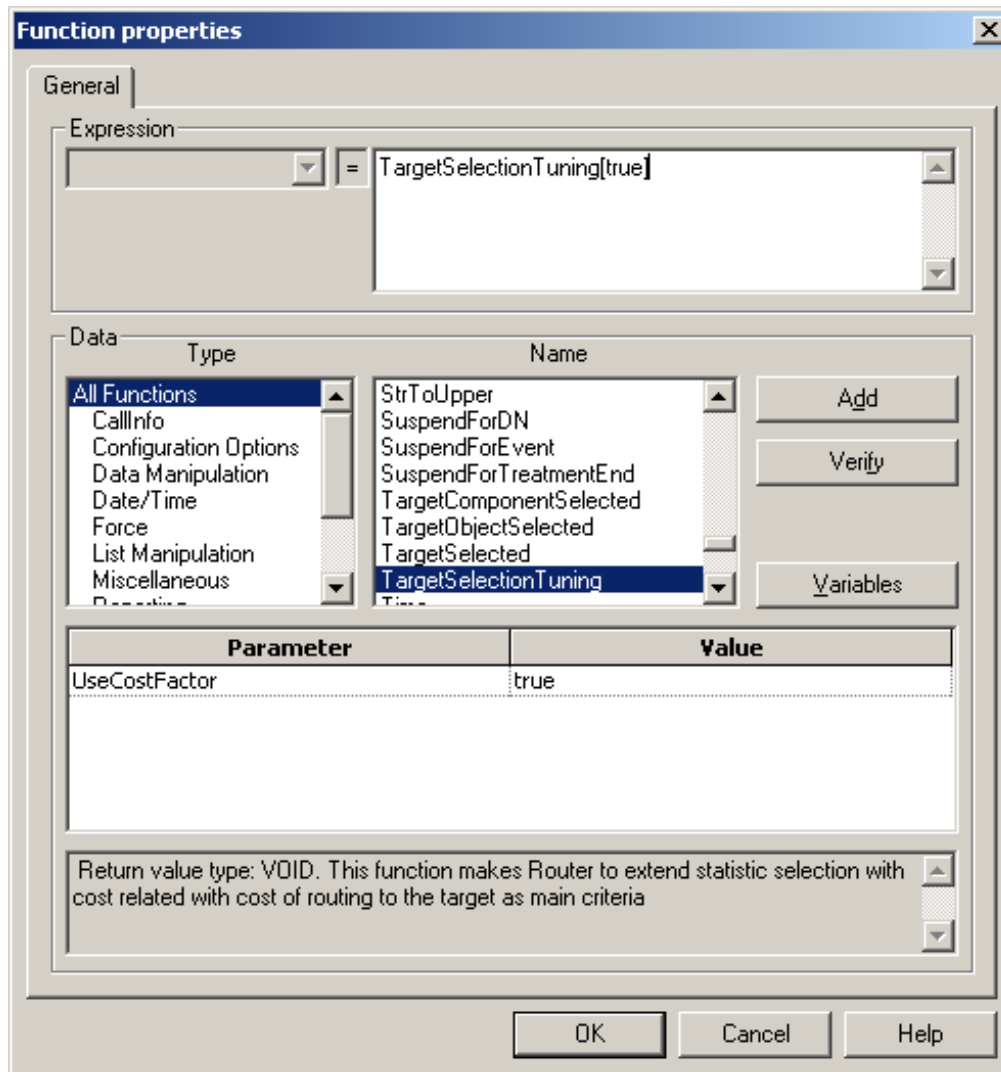 Function properties
General
Expression
=
TargetSelectionTuning[true]
Data
Type
Name
All Functions
CallInfo
Configuration Options
Data Manipulation
Date/Time
Force
List Manipulation
Miscellaneous
StrToUpper
SuspendForDN
SuspendForEvent
SuspendForTreatmentEnd
TargetComponentSelected
TargetObjectSelected
TargetSelected
TargetSelectionTuning
Add
Verify
Variables
Parameter Value
UseCostFactor true
Return value type: VOID. This function makes Router to extend statistic selection with
cost related with cost of routing to the target as main criteria
OK Cancel Help